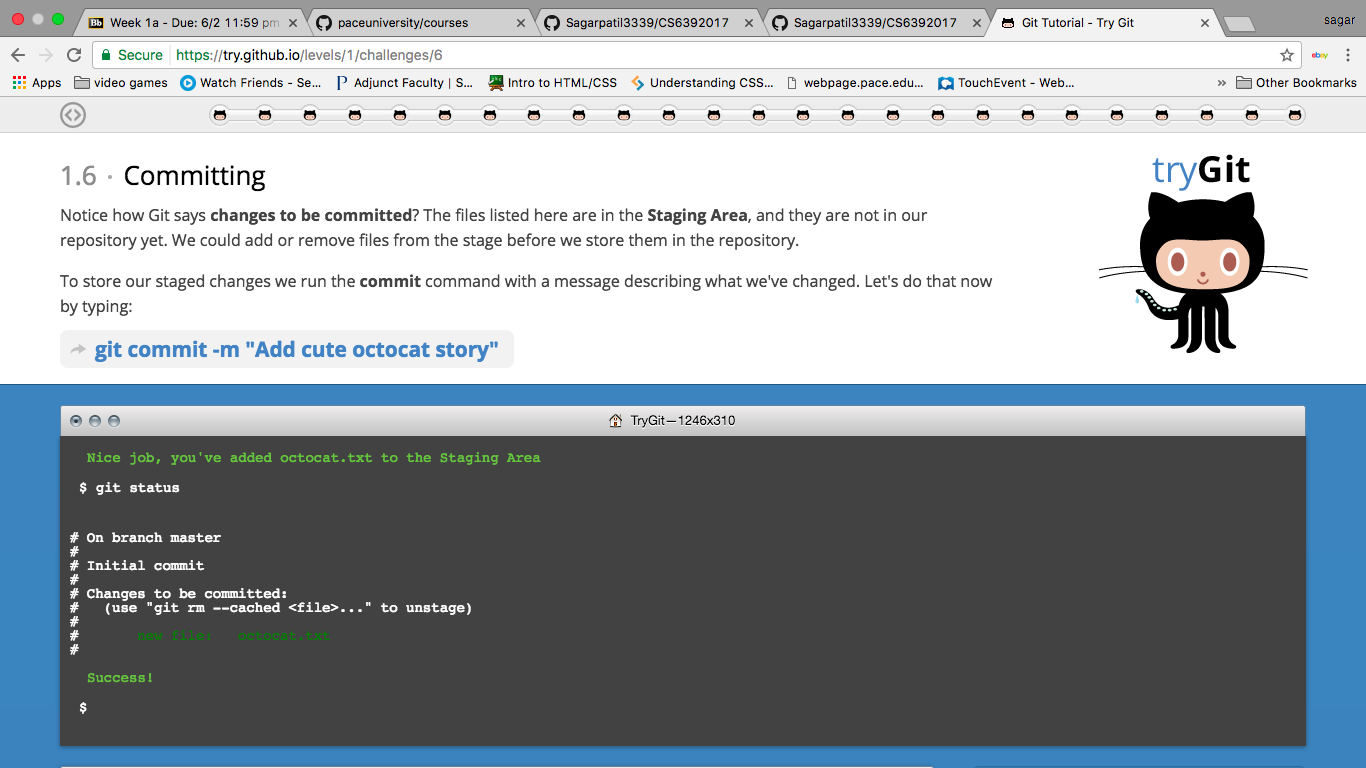 Week 1a - Due: 6/2 11:59 pm
paceuniversity/courses
Sagarpatil3339/CS6392017
Sagarpatil3339/CS6392017
Git Tutorial - Try Git
sagar
Secure https://try.github.io/levels/1/challenges/6
ebay
Apps
video games
Watch Friends - Se...
Adjunct Faculty | S...
Intro to HTML/CSS
Understanding CSS...
webpage.pace.edu...
TouchEvent - Web...
»
Other Bookmarks
1.6 · Committing
tryGit
Notice how Git says changes to be committed? The files listed here are in the Staging Area, and they are not in our
repository yet. We could add or remove files from the stage before we store them in the repository.
To store our staged changes we run the commit command with a message describing what we've changed. Let's do that now
by typing:
git commit -m "Add cute octocat story"
TryGit—1246x310
Nice job, you've added octocat.txt to the Staging Area
$ git status
# On branch master
#
# Initial commit
#
# Changes to be committed:
#   (use "git rm --cached <file>..." to unstage)
#
#       new file:   octocat.txt
#
Success!
$